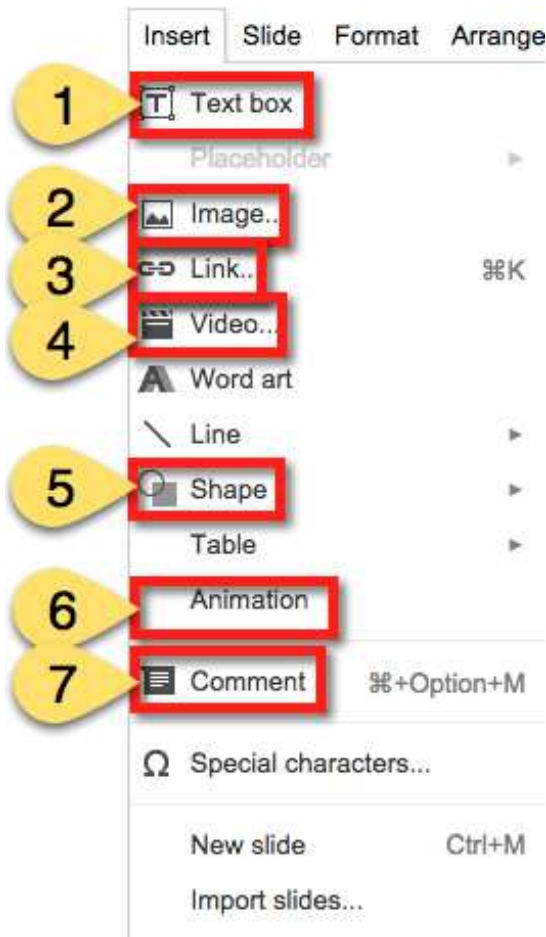 Insert Slide Format Arrange
1 Text box
Placeholder
2 Image..
3 Link.. ⌘K
4 Video...
Word art
Line
5 Shape
Table
6 Animation
7 Comment ⌘+Option+M
Ω Special characters...
New slide Ctrl+M
Import slides...